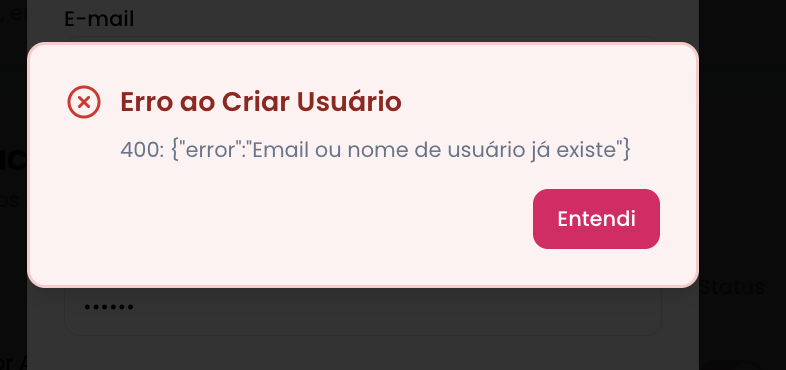 E-mail
Erro ao Criar Usuário
400: {"error":"Email ou nome de usuário já existe"}
Entendi
Status
••••••